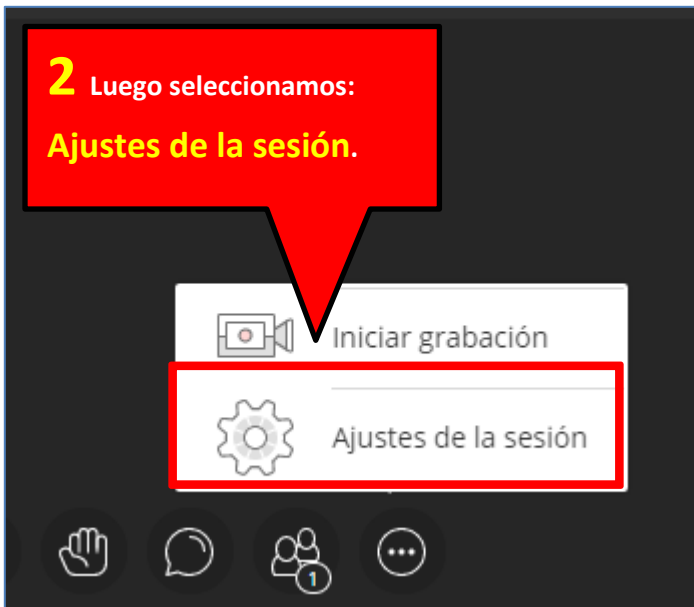 2 Luego seleccionamos:
Ajustes de la sesión.
Iniciar grabación
Ajustes de la sesión
1